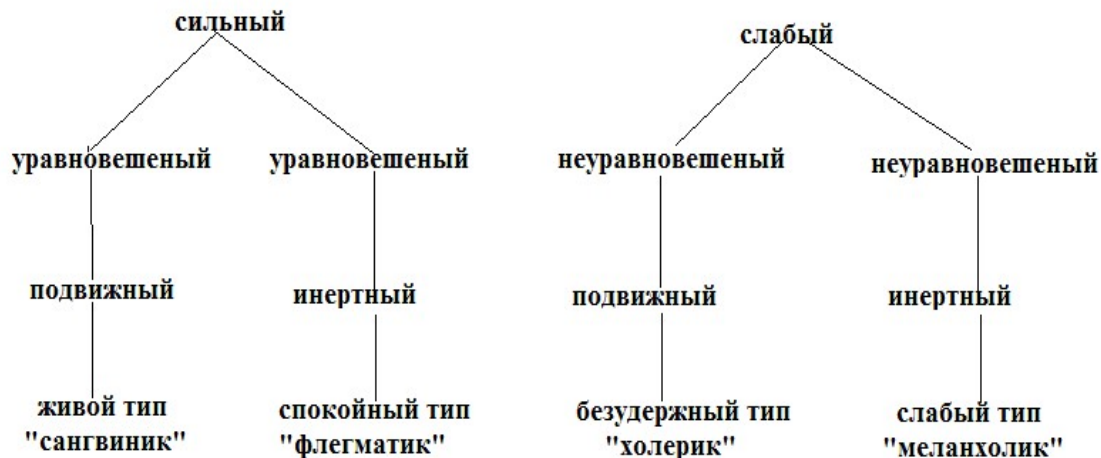 сильный
слабый
уравновешеный
уравновешеный
неуравновешеный
неуравновешеный
подвижный
инертный
подвижный
инертный
живой тип
"сангвиник"
спокойный тип
"флегматик"
безудержный тип
"холерик"
слабый тип
"меланхолик"